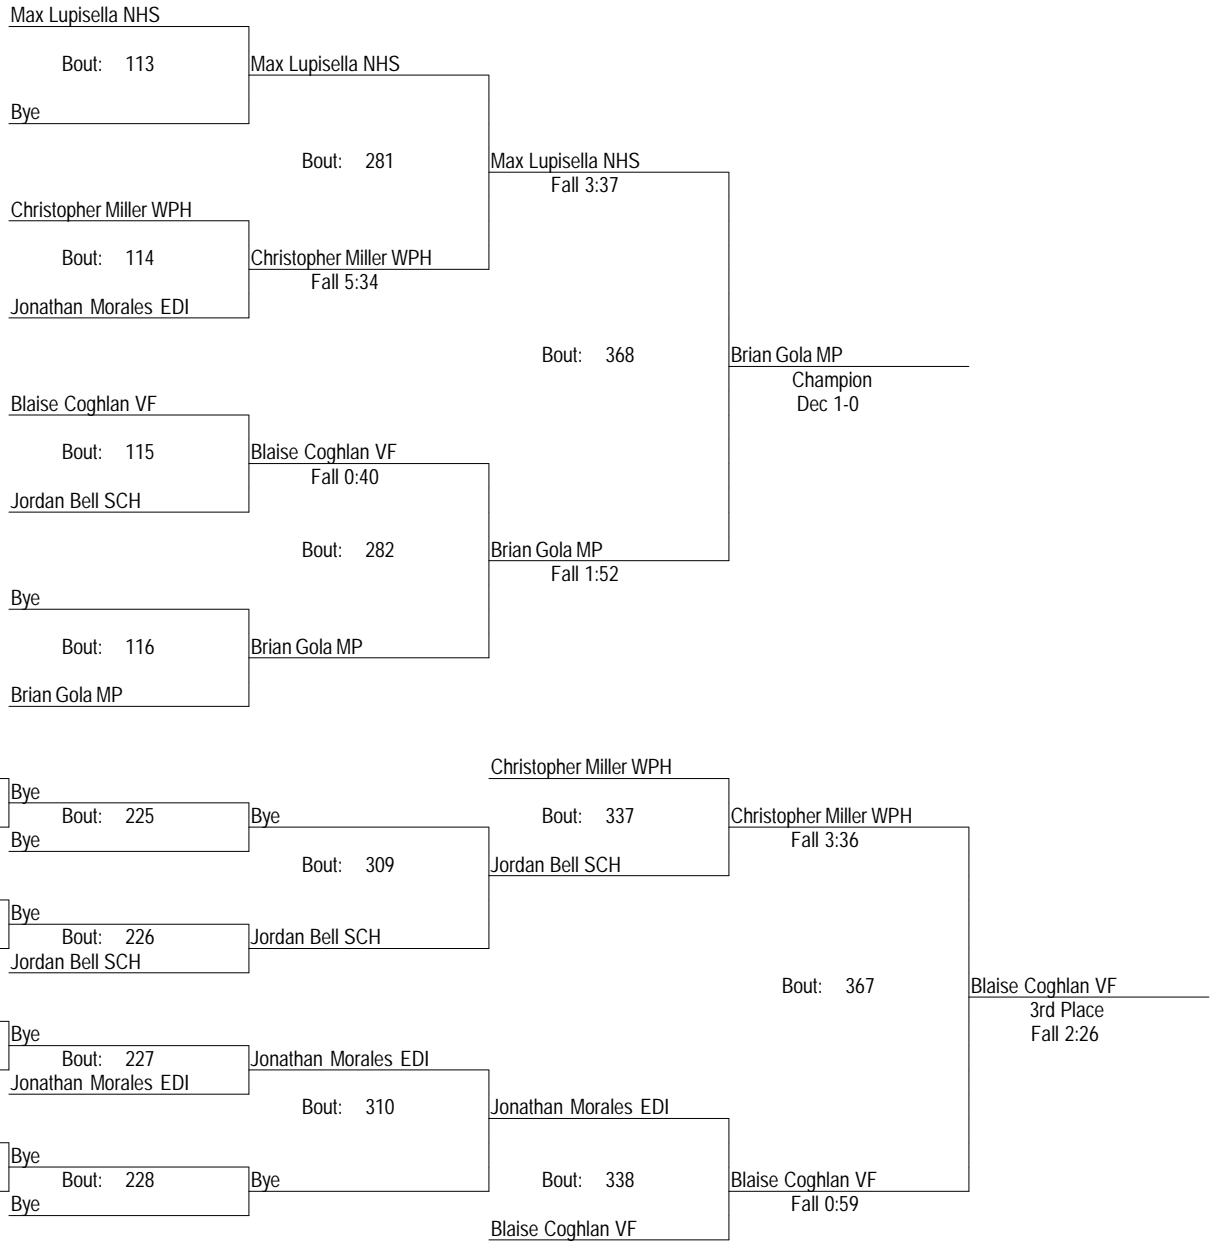 Max Lupisella NHS
Bout: 113
Max Lupisella NHS
Bye
Bout: 281
Max Lupisella NHS
Fall 3:37
Christopher Miller WPH
Bout: 114
Christopher Miller WPH
Fall 5:34
Jonathan Morales EDI
Bout: 368
Brian Gola MP
Champion
Dec 1-0
Blaise Coghlan VF
Bout: 115
Blaise Coghlan VF
Fall 0:40
Jordan Bell SCH
Bout: 282
Brian Gola MP
Fall 1:52
Bye
Bout: 116
Brian Gola MP
Brian Gola MP
Christopher Miller WPH
Bye
Bout: 225
Bye
Bout: 337
Christopher Miller WPH
Fall 3:36
Bye
Bout: 309
Jordan Bell SCH
Bye
Bout: 226
Jordan Bell SCH
Jordan Bell SCH
Bout: 367
Blaise Coghlan VF
3rd Place
Fall 2:26
Bye
Bout: 227
Jonathan Morales EDI
Jonathan Morales EDI
Bout: 310
Jonathan Morales EDI
Bye
Bout: 228
Bye
Bout: 338
Blaise Coghlan VF
Fall 0:59
Bye
Blaise Coghlan VF